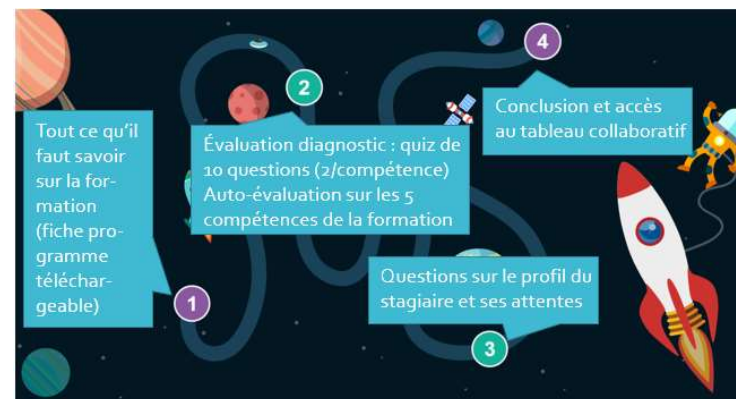 1
Tout ce qu'il
faut savoir
sur la for-
mation
(fiche pro-
gramme
téléchar-
geable)
2
Évaluation diagnostic : quiz de
10 questions (2/compétence)
Auto-évaluation sur les 5
compétences de la formation
3
Questions sur le profil du
stagiaire et ses attentes
4
Conclusion et accès
au tableau collaboratif